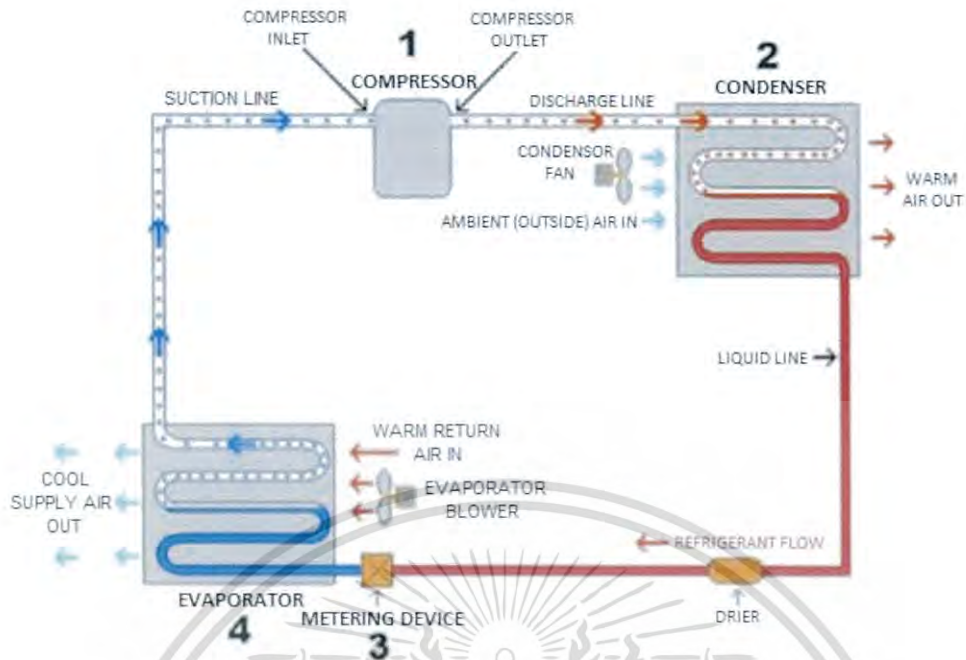 COMPRESSOR
INLET
1
COMPRESSOR
COMPRESSOR
OUTLET
2
CONDENSER
SUCTION LINE
DISCHARGE LINE
CONDENSOR
FAN
AMBIENT (OUTSIDE) AIR IN
WARM
AIR OUT
LIQUID LINE
WARM RETURN
AIR IN
COOL
SUPPLY AIR
OUT
EVAPORATOR
BLOWER
REFRIGERANT FLOW
EVAPORATOR
4
METERING DEVICE
3
DRIER